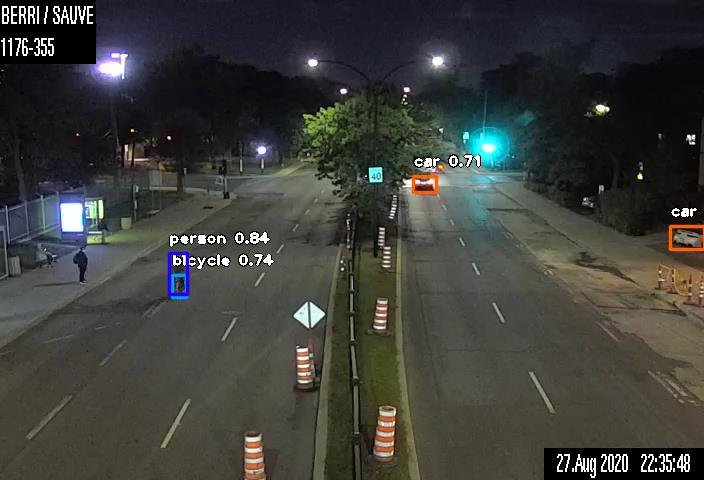 BERRI / SAUVE
1176-355
car 0.71
40
car
person 0.84
bicycle 0.74
27.Aug 2020 22:35:48